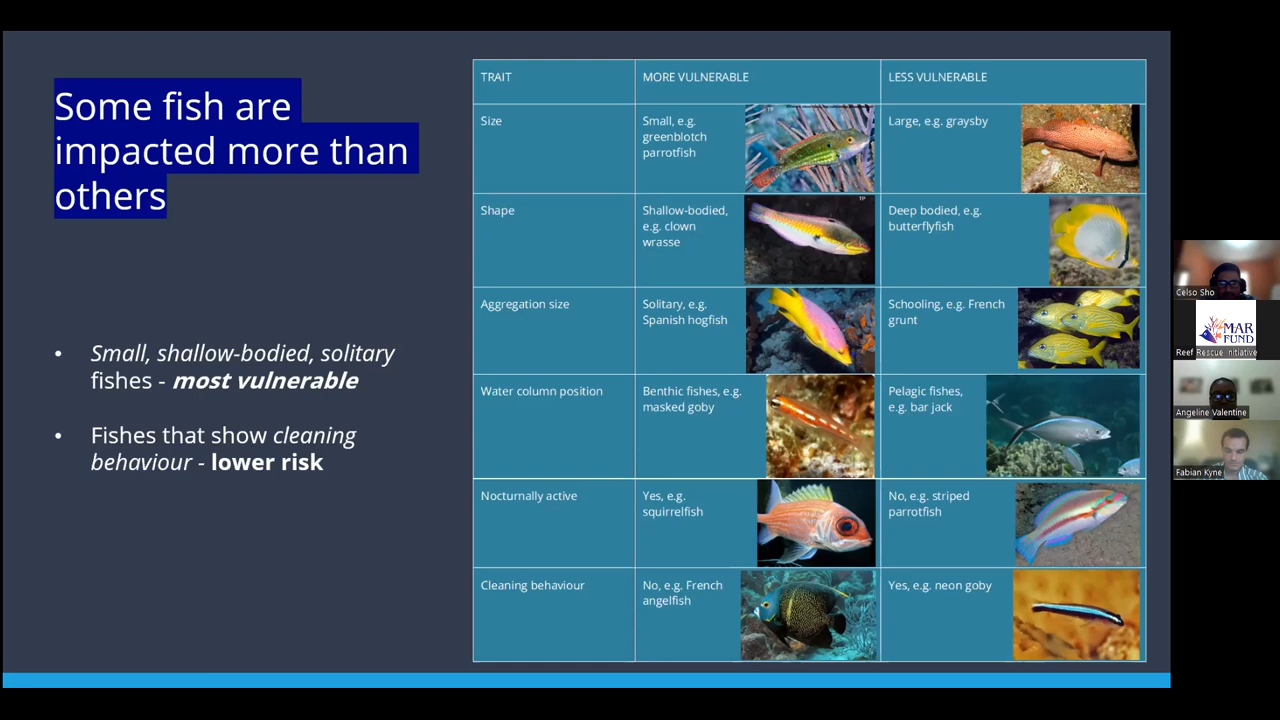 Some fish are
impacted more than
others
• Small, shallow-bodied, solitary
fishes - most vulnerable
• Fishes that show cleaning
behaviour - lower risk
TRAIT MORE VULNERABLE LESS VULNERABLE
Size
Small, e.g.
greenblotch
parrotfish
TP
Large, e.g. graysby
Shape
Shallow-bodied,
e.g. clown
wrasse
TP
Deep bodied, e.g.
butterflyfish
Aggregation size
Solitary, e.g.
Spanish hogfish
Schooling, e.g. French
grunt
Water column position
Benthic fishes, e.g.
masked goby
Pelagic fishes,
e.g. bar jack
Nocturnally active
Yes, e.g.
squirrelfish
No, e.g. striped
parrotfish
Cleaning behaviour
No, e.g. French
angelfish
Yes, e.g. neon goby
Celso Sho
MAR
FUND
Reef Rescue Initiative
Angeline Valentine
Fabian Kyne